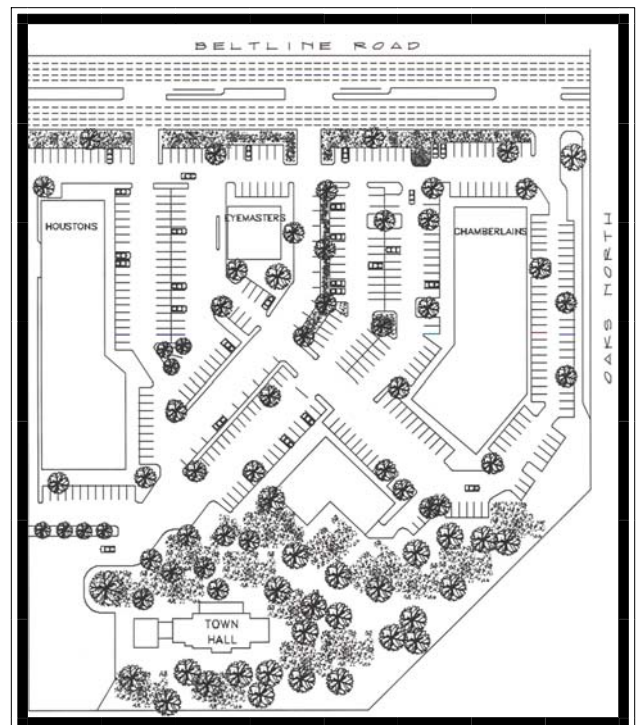 BELTLINE ROAD
HOUSTONS
EYEMASTERS
CHAMBERLAINS
OAKS NORTH
TOWN
HALL